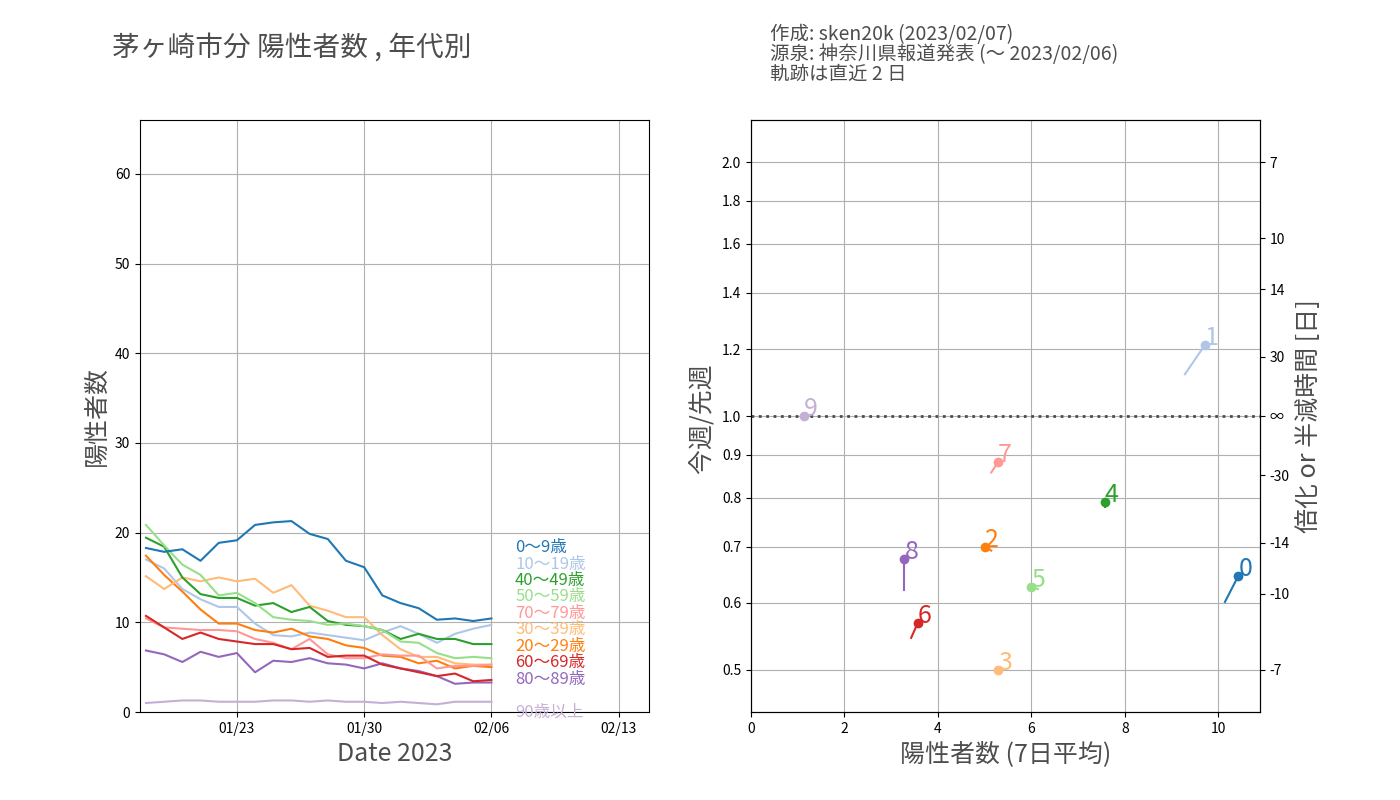 茅ヶ崎市分 陽性者数 , 年代別
作成: sken20k (2023/02/07)
源泉: 神奈川県報道発表 (～ 2023/02/06)
軌跡は直近 2 日
陽性者数
60
50
40
30
20
10
0
01/23
01/30
02/06
02/13
Date 2023
0～9歳
10～19歳
40～49歳
50～59歳
70～79歳
30～39歳
20～29歳
60～69歳
80～89歳
90歳以上
今週/先週
2.0
1.8
1.6
1.4
1.2
1.0
0.9
0.8
0.7
0.6
0.5
0
2
4
6
8
10
陽性者数 (7日平均)
1
9
7
4
2
8
0
5
6
3
7
10
14
30
∞
-30
-14
-10
-7
倍化 or 半減時間 [日]